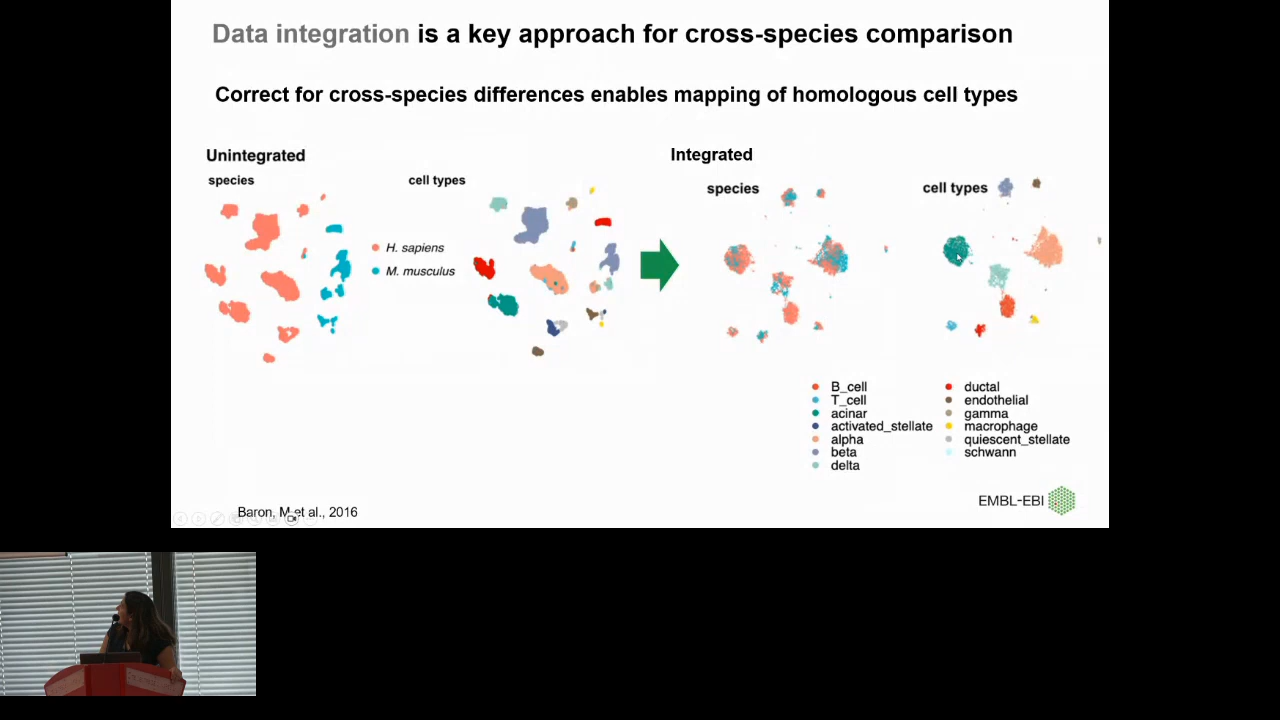 Data integration is a key approach for cross-species comparison
Correct for cross-species differences enables mapping of homologous cell types
Unintegrated
species
cell types
H. sapiens
M. musculus
Integrated
species
cell types
B_cell
T_cell
acinar
activated_stellate
alpha
beta
delta
ductal
endothelial
gamma
macrophage
quiescent_stellate
schwann
Baron, M et al., 2016
EMBL-EBI